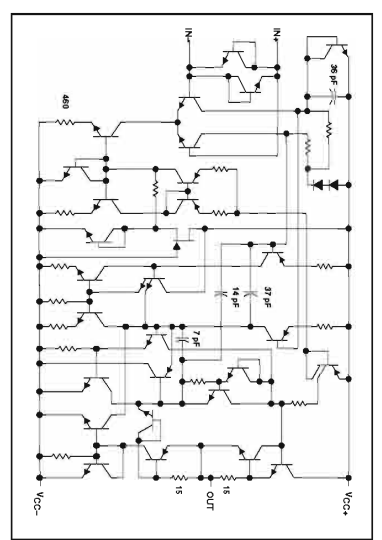 IN-
IN+
36 pF
460
37 pF
14 pF
7 pF
15
OUT
15
VCC-
VCC+